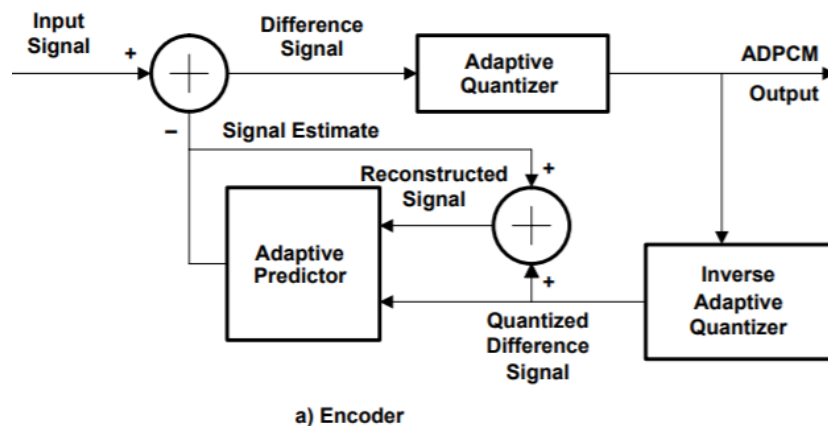 Input
Signal
+
Difference
Signal
Adaptive
Quantizer
ADPCM
Output
−
Signal Estimate
+
Reconstructed
Signal
Adaptive
Predictor
+
Quantized
Difference
Signal
Inverse
Adaptive
Quantizer
a) Encoder